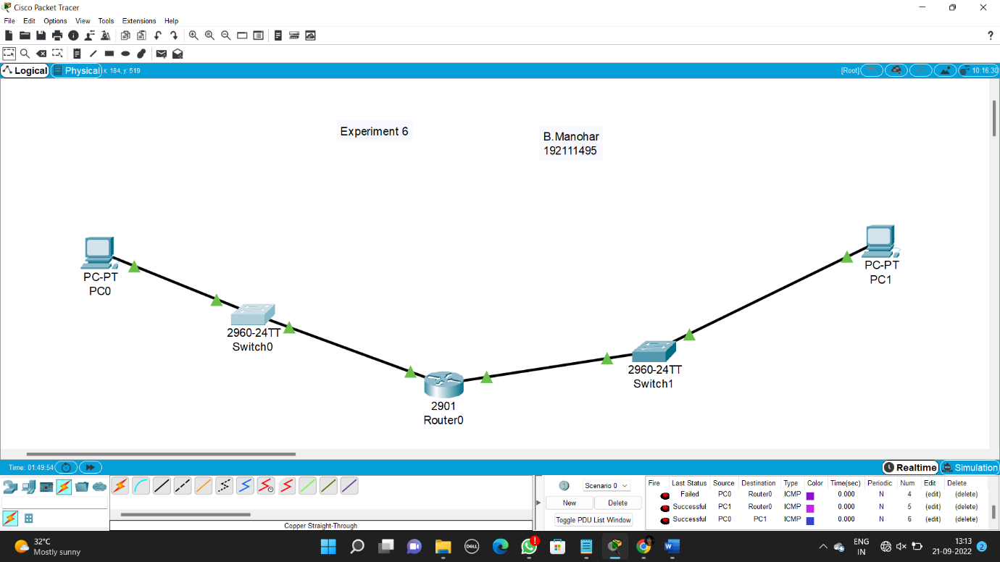 Cisco Packet Tracer
File Edit Options View Tools Extensions Help
?
Logical Physical x: 184, y: 519 [Root] 10:16:30
Experiment 6
B.Manohar
192111495
PC-PT
PC0
PC-PT
PC1
2960-24TT
Switch0
2960-24TT
Switch1
2901
Router0
Time: 01:49:54 Realtime Simulation
Scenario 0
New Delete
Toggle PDU List Window
Fire Last Status Source Destination Type Color Time(sec) Periodic Num Edit Delete
Failed PC0 Router0 ICMP 0.000 N 4 (edit) (delete)
Successful PC1 Router0 ICMP 0.000 N 5 (edit) (delete)
Successful PC0 PC1 ICMP 0.000 N 6 (edit) (delete)
Copper Straight-Through
32°C
Mostly sunny
DELL
ENG
IN
13:13
21-09-2022
2